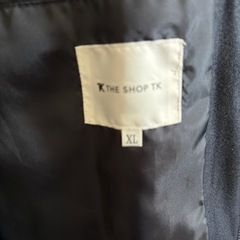 THE SHOP TK
XL